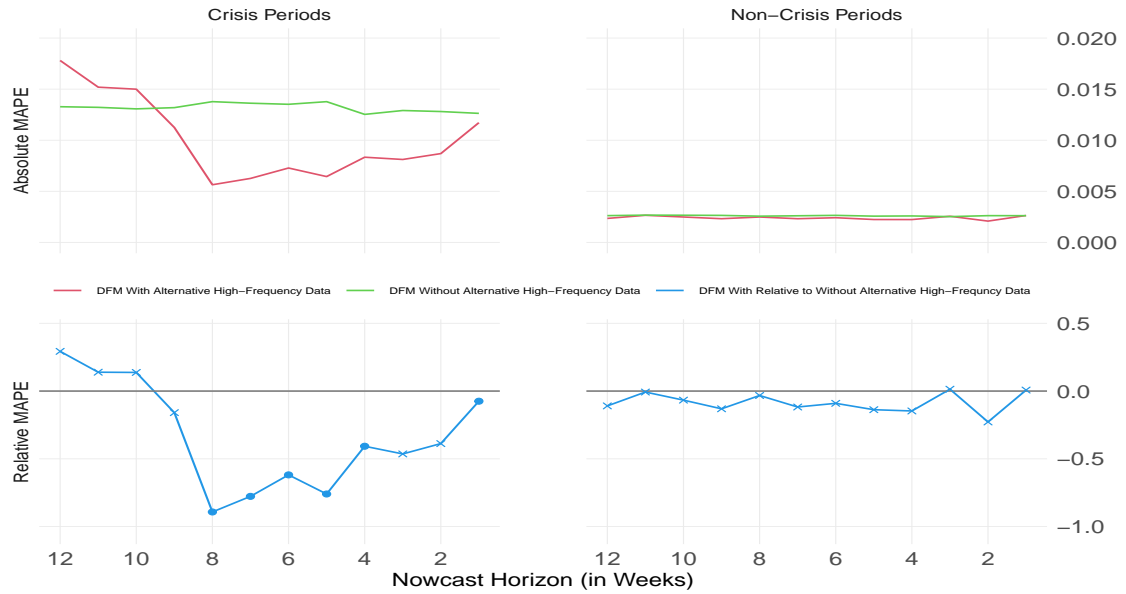 Crisis Periods
Non−Crisis Periods
Absolute MAPE
0.020
0.015
0.010
0.005
0.000
DFM With Alternative High−Frequency Data
DFM Without Alternative High−Frequency Data
DFM With Relative to Without Alternative High−Frequncy Data
Relative MAPE
0.5
0.0
−0.5
−1.0
12 10 8 6 4 2
12 10 8 6 4 2
Nowcast Horizon (in Weeks)